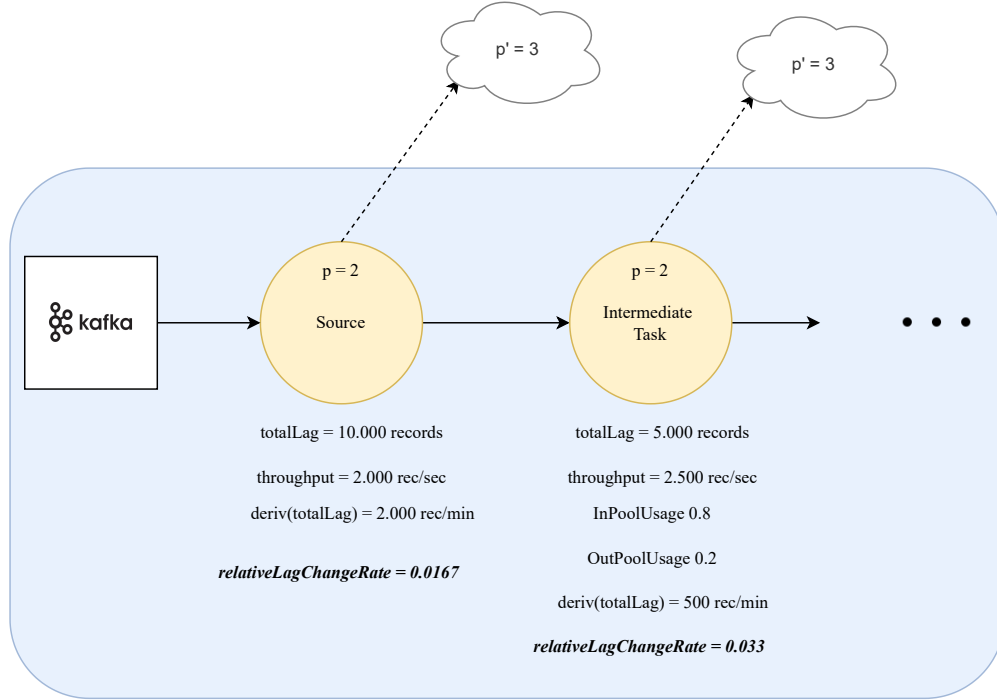 p' = 3
p' = 3
p = 2
Source
p = 2
Intermediate
Task
kafka
totalLag = 10.000 records
throughput = 2.000 rec/sec
deriv(totalLag) = 2.000 rec/min
relativeLagChangeRate = 0.0167
totalLag = 5.000 records
throughput = 2.500 rec/sec
InPoolUsage 0.8
OutPoolUsage 0.2
deriv(totalLag) = 500 rec/min
relativeLagChangeRate = 0.033